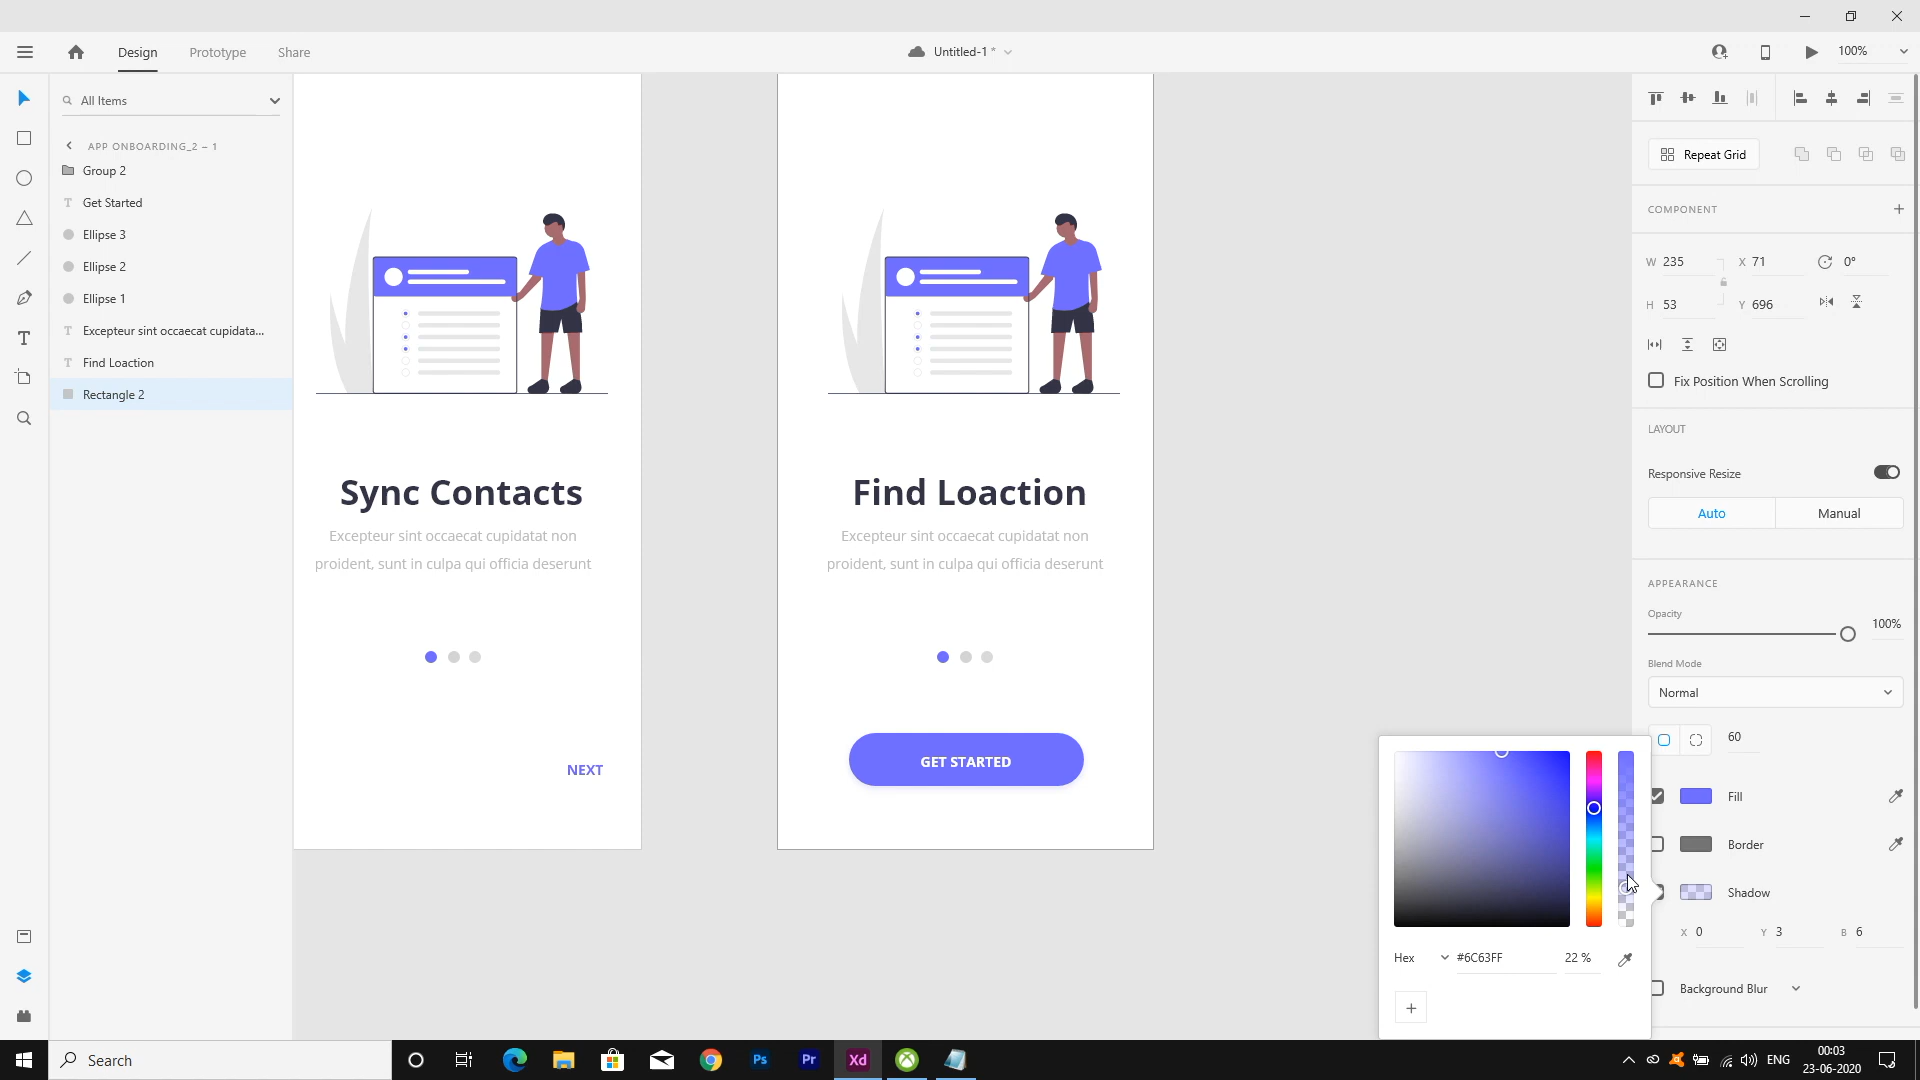 Design
Prototype
Share
Untitled-1 *
100%
All Items
APP ONBOARDING_2 – 1
Group 2
Get Started
Ellipse 3
Ellipse 2
Ellipse 1
Excepteur sint occaecat cupidata...
Find Loaction
Rectangle 2
Sync Contacts
Excepteur sint occaecat cupidatat non
proident, sunt in culpa qui officia deserunt
NEXT
Find Loaction
Excepteur sint occaecat cupidatat non
proident, sunt in culpa qui officia deserunt
GET STARTED
Repeat Grid
COMPONENT
W 235
X 71
0°
H 53
Y 696
Fix Position When Scrolling
LAYOUT
Responsive Resize
Auto
Manual
APPEARANCE
Opacity
100%
Blend Mode
Normal
60
Fill
Border
Shadow
X 0
Y 3
B 6
Background Blur
Hex
#6C63FF
22 %
Search
Ps
Pr
Xd
ENG
00:03
23-06-2020